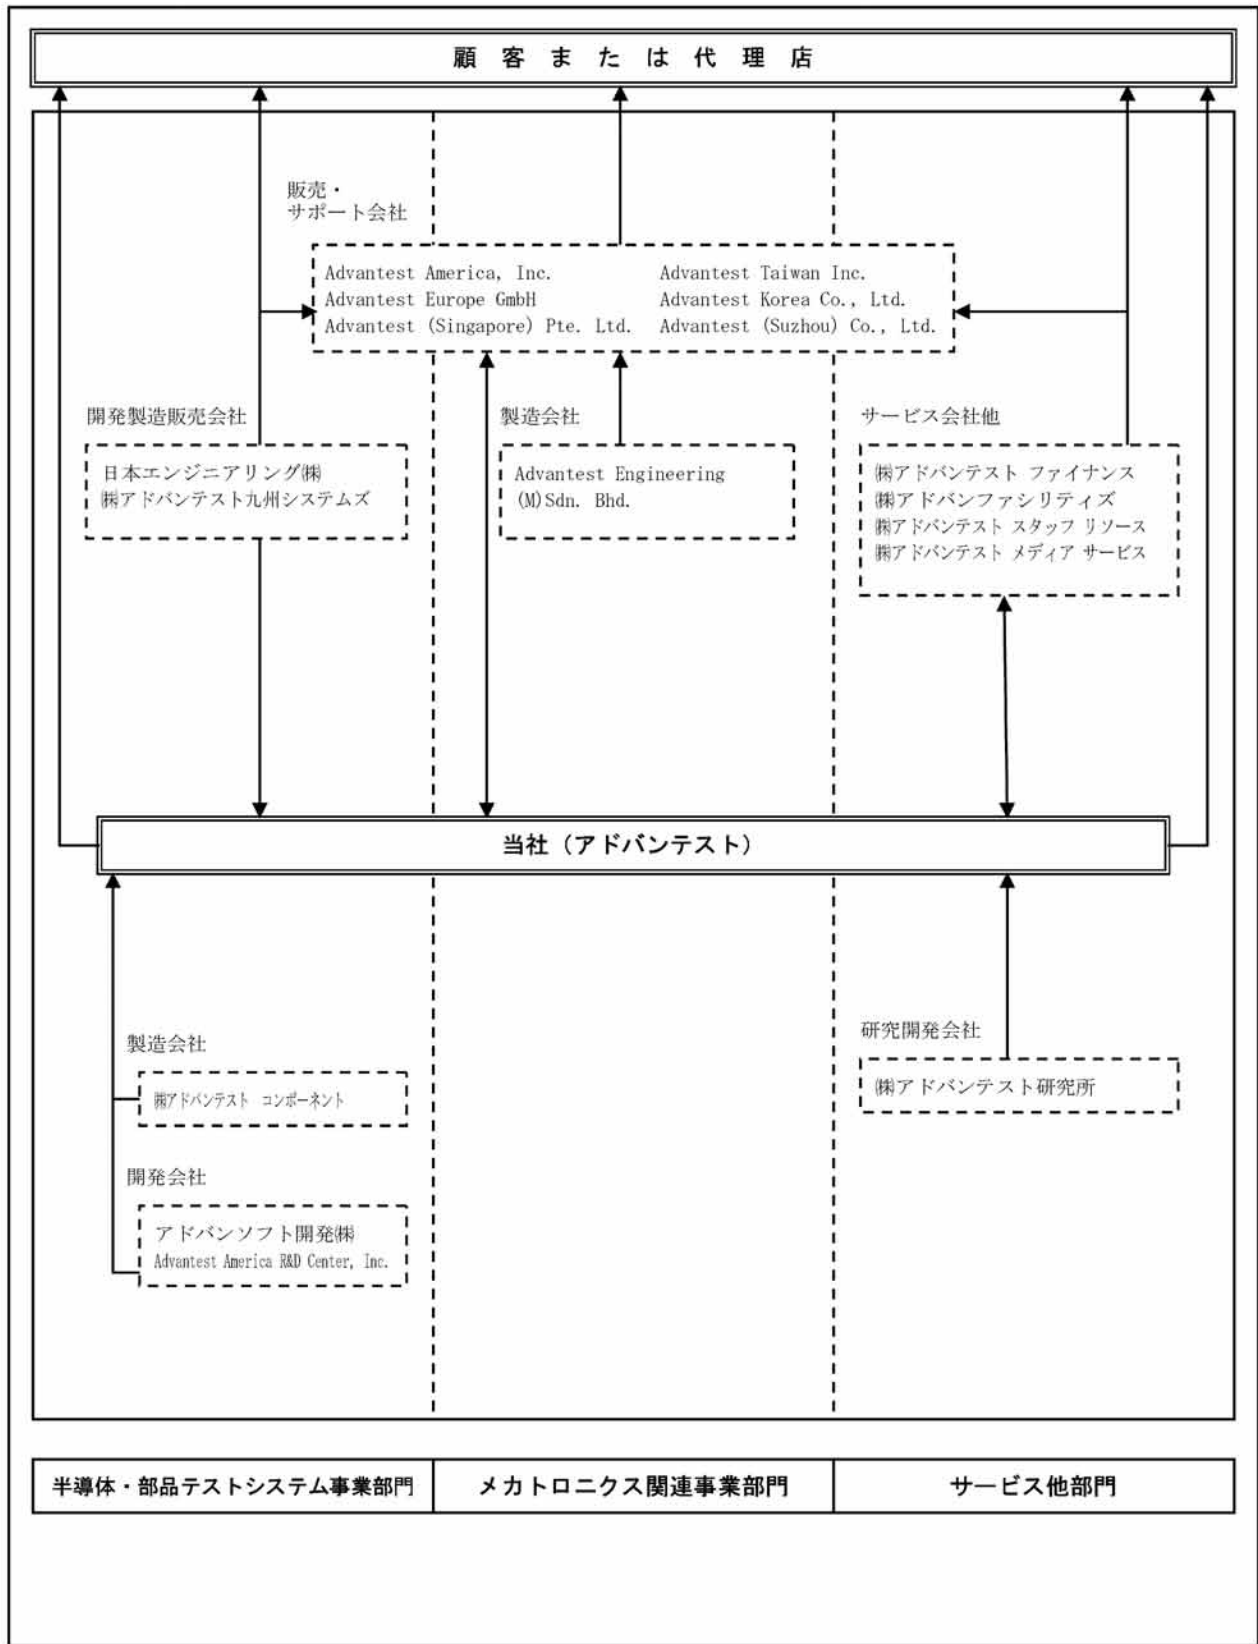 顧客または代理店
販売・
サポート会社
Advantest America, Inc.
Advantest Europe GmbH
Advantest (Singapore) Pte. Ltd.
Advantest Taiwan Inc.
Advantest Korea Co., Ltd.
Advantest (Suzhou) Co., Ltd.
開発製造販売会社
日本エンジニアリング㈱
㈱アドバンテスト九州システムズ
製造会社
Advantest Engineering
(M)Sdn. Bhd.
サービス会社他
㈱アドバンテスト ファイナンス
㈱アドバンファシリティズ
㈱アドバンテスト スタッフ リソース
㈱アドバンテスト メディア サービス
当社（アドバンテスト）
製造会社
㈱アドバンテスト コンポーネント
開発会社
アドバンソフト開発㈱
Advantest America R&D Center, Inc.
研究開発会社
㈱アドバンテスト研究所
半導体・部品テストシステム事業部門
メカトロニクス関連事業部門
サービス他部門